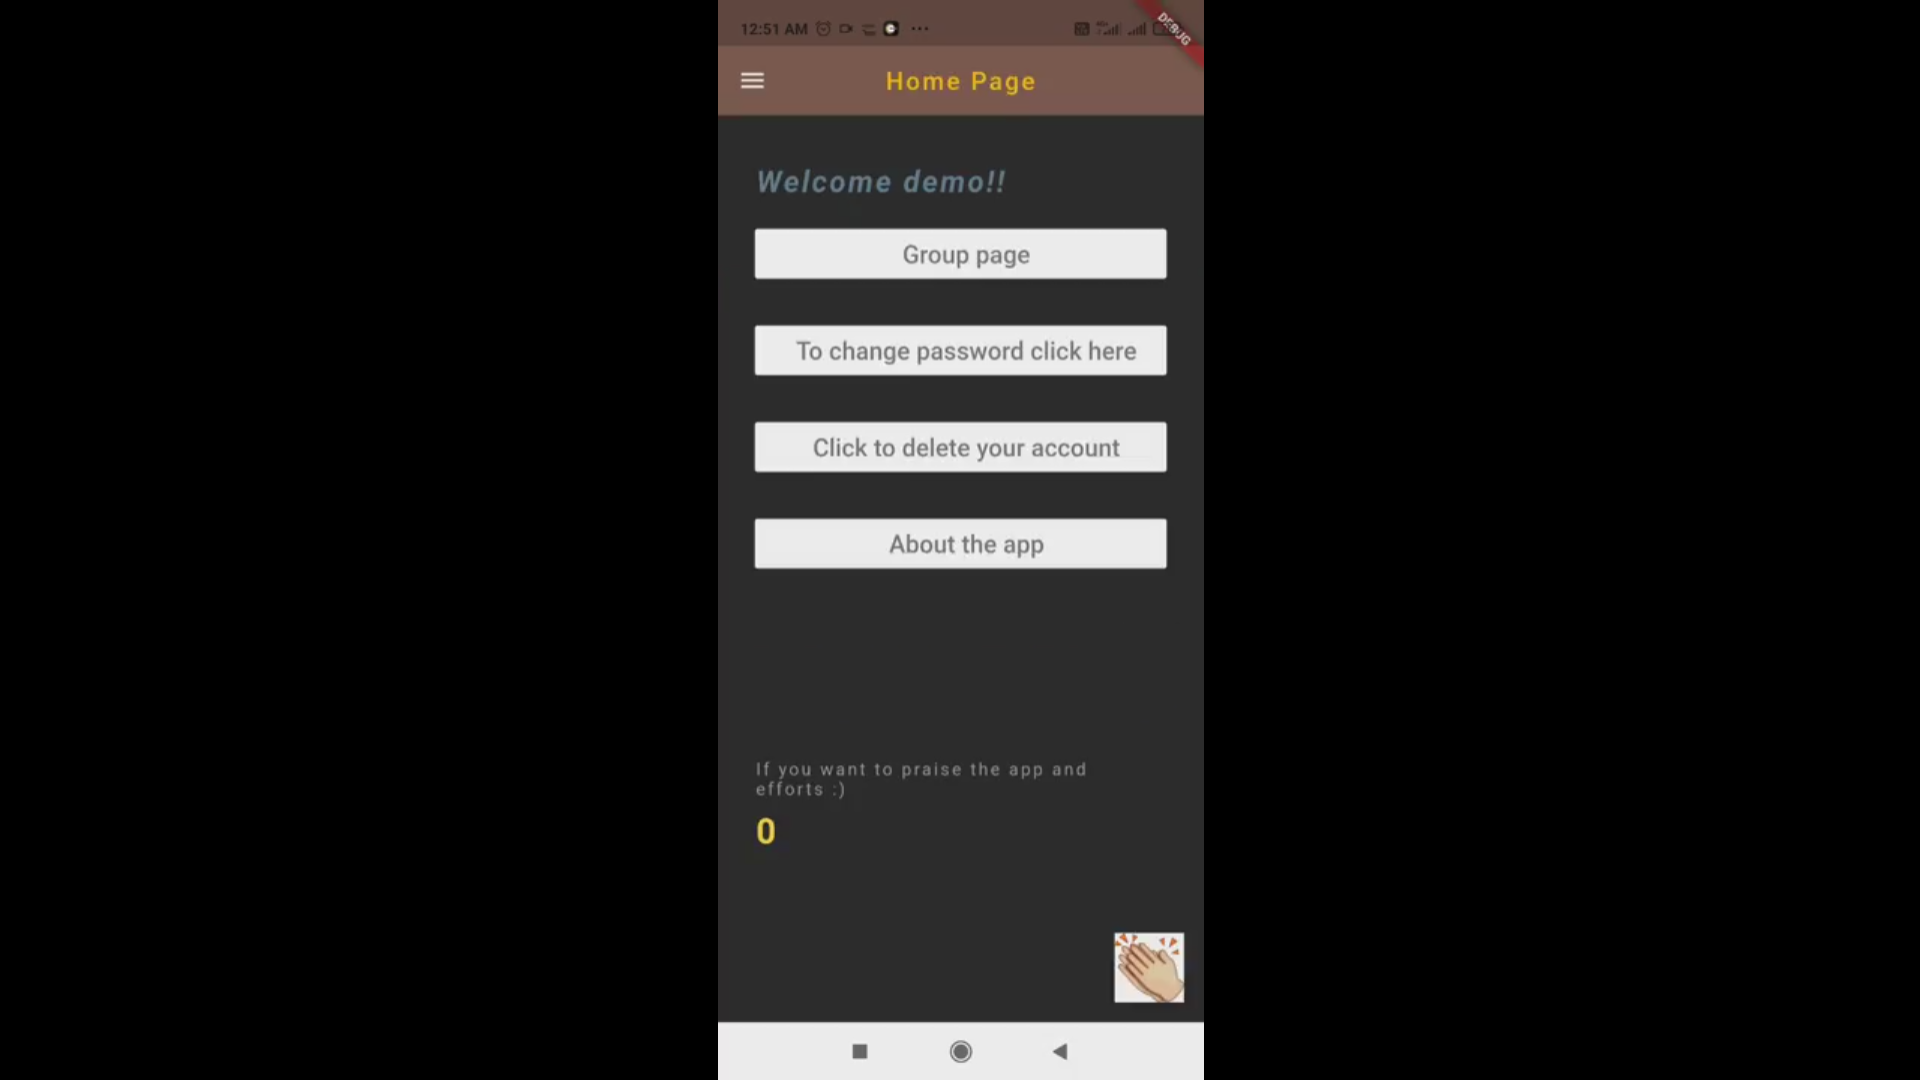 12:51 AM
DEBUG
Home Page
Welcome demo!!
Group page
To change password click here
Click to delete your account
About the app
If you want to praise the app and
efforts :)
0